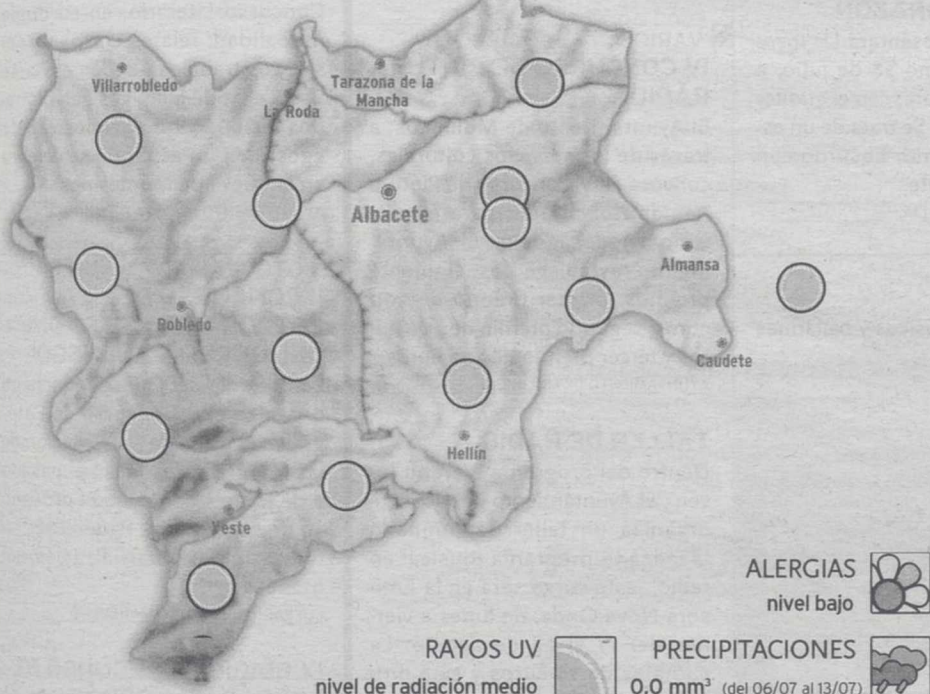 Villarrobledo
Tarazona de la
Mancha
La Roda
Albacete
Almansa
Robledo
Caudete
Hellín
Yeste
ALERGIAS
nivel bajo
RAYOS UV
nivel de radiación medio
PRECIPITACIONES
0,0 mm³ (del 06/07 al 13/07)